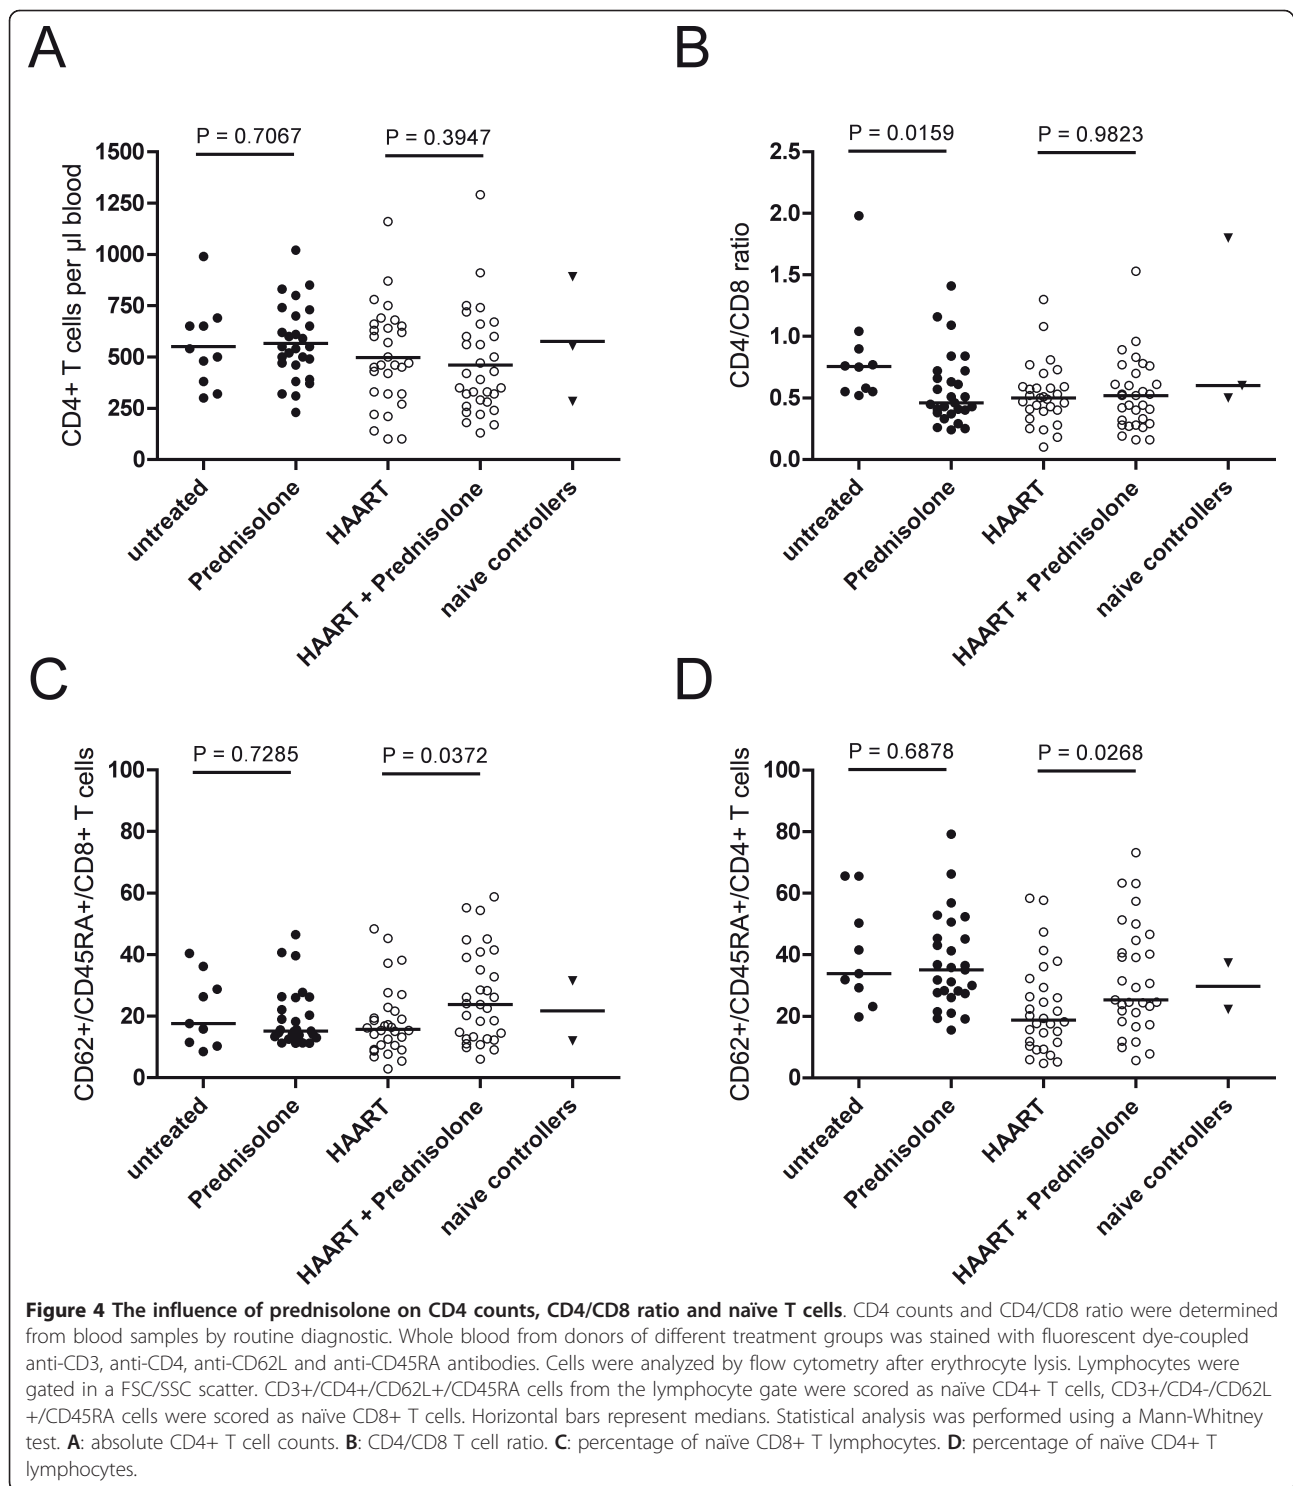 A
B
P = 0.7067
P = 0.3947
1500
1250
1000
750
500
250
0
CD4+ T cells per µl blood
untreated
Prednisolone
HAART
HAART + Prednisolone
naive controllers
P = 0.0159
P = 0.9823
2.5
2.0
1.5
1.0
0.5
0.0
CD4/CD8 ratio
untreated
Prednisolone
HAART
HAART + Prednisolone
naive controllers
C
D
P = 0.7285
P = 0.0372
100
80
60
40
20
0
CD62+/CD45RA+/CD8+ T cells
untreated
Prednisolone
HAART
HAART + Prednisolone
naive controllers
P = 0.6878
P = 0.0268
100
80
60
40
20
0
CD62+/CD45RA+/CD4+ T cells
untreated
Prednisolone
HAART
HAART + Prednisolone
naive controllers
Figure 4 The influence of prednisolone on CD4 counts, CD4/CD8 ratio and naïve T cells. CD4 counts and CD4/CD8 ratio were determined
from blood samples by routine diagnostic. Whole blood from donors of different treatment groups was stained with fluorescent dye-coupled
anti-CD3, anti-CD4, anti-CD62L and anti-CD45RA antibodies. Cells were analyzed by flow cytometry after erythrocyte lysis. Lymphocytes were
gated in a FSC/SSC scatter. CD3+/CD4+/CD62L+/CD45RA cells from the lymphocyte gate were scored as naïve CD4+ T cells, CD3+/CD4-/CD62L
+/CD45RA cells were scored as naïve CD8+ T cells. Horizontal bars represent medians. Statistical analysis was performed using a Mann-Whitney
test. A: absolute CD4+ T cell counts. B: CD4/CD8 T cell ratio. C: percentage of naïve CD8+ T lymphocytes. D: percentage of naïve CD4+ T
lymphocytes.